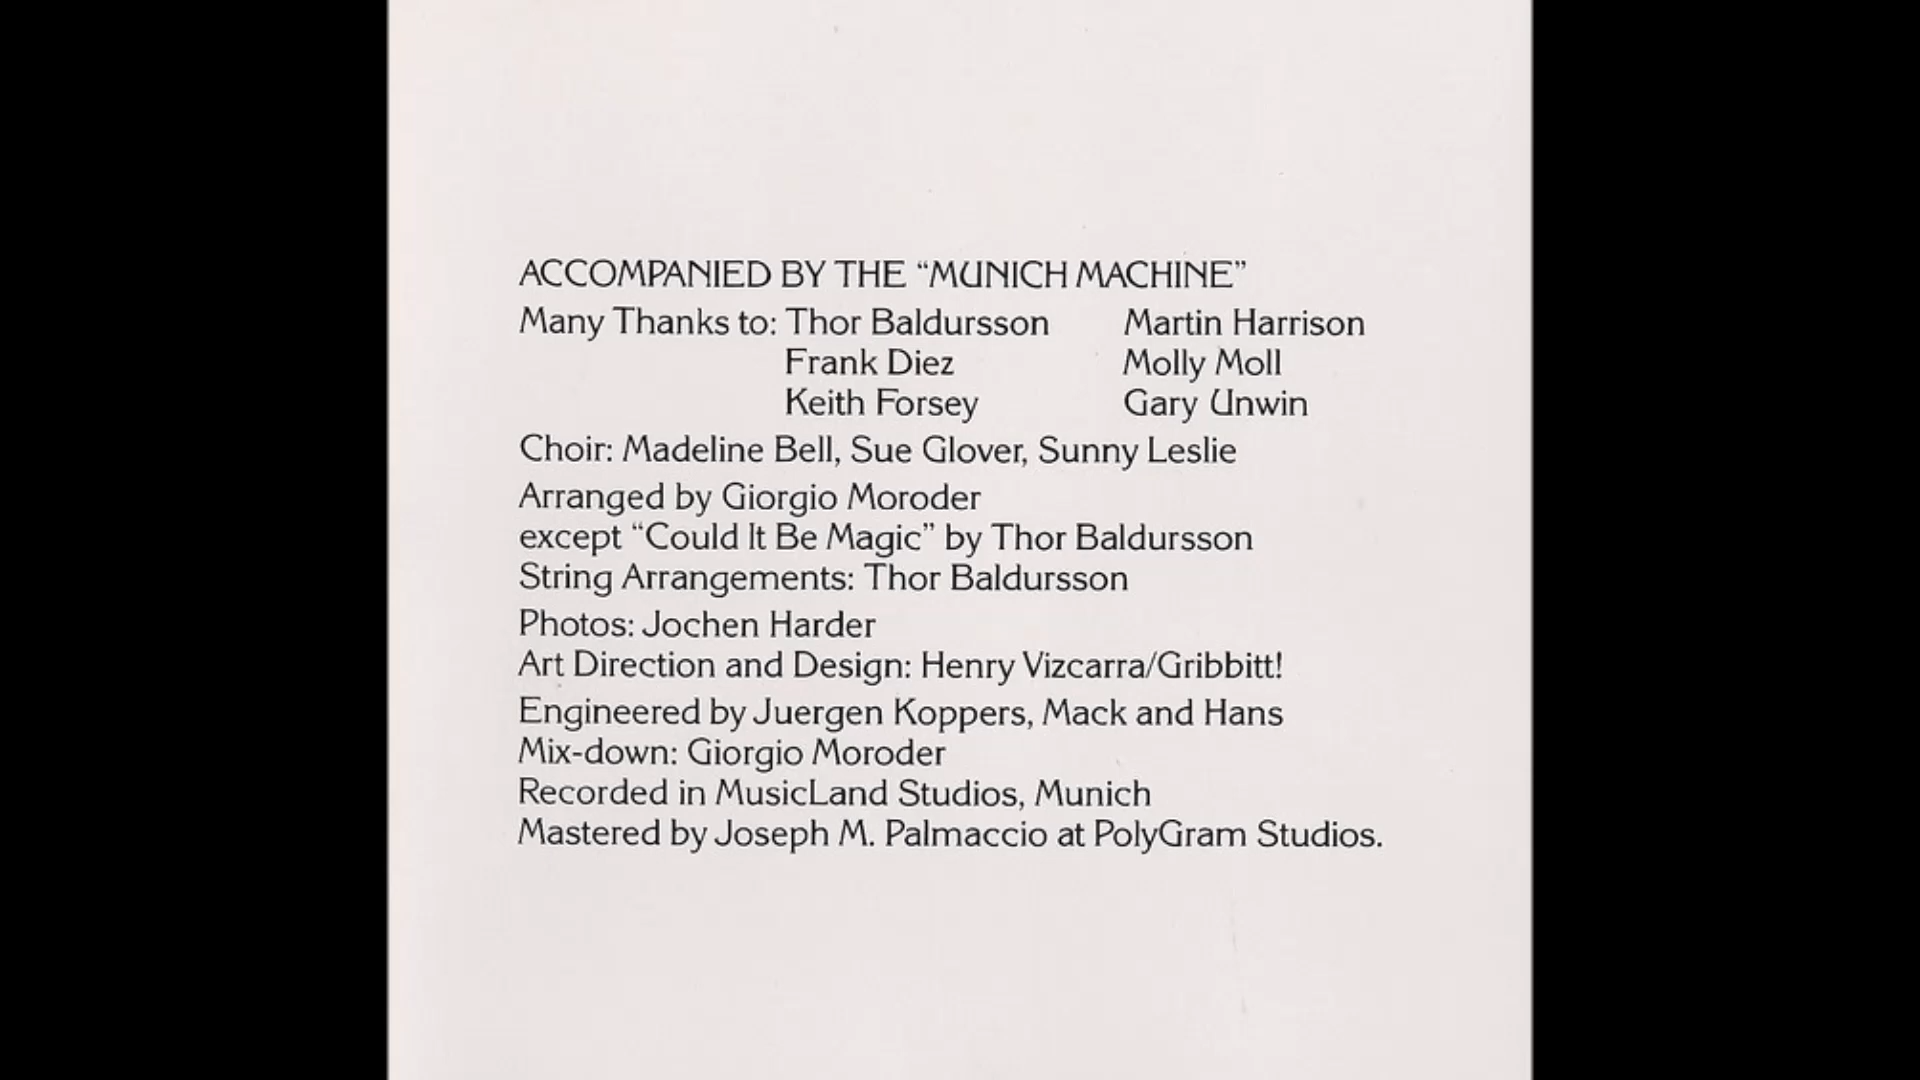 ACCOMPANIED BY THE “MUNICH MACHINE”
Many Thanks to: Thor Baldursson Martin Harrison
Frank Diez Molly Moll
Keith Forsey Gary Unwin
Choir: Madeline Bell, Sue Glover, Sunny Leslie
Arranged by Giorgio Moroder
except “Could It Be Magic” by Thor Baldursson
String Arrangements: Thor Baldursson
Photos: Jochen Harder
Art Direction and Design: Henry Vizcarra/Gribbitt!
Engineered by Juergen Koppers, Mack and Hans
Mix-down: Giorgio Moroder
Recorded in MusicLand Studios, Munich
Mastered by Joseph M. Palmaccio at PolyGram Studios.